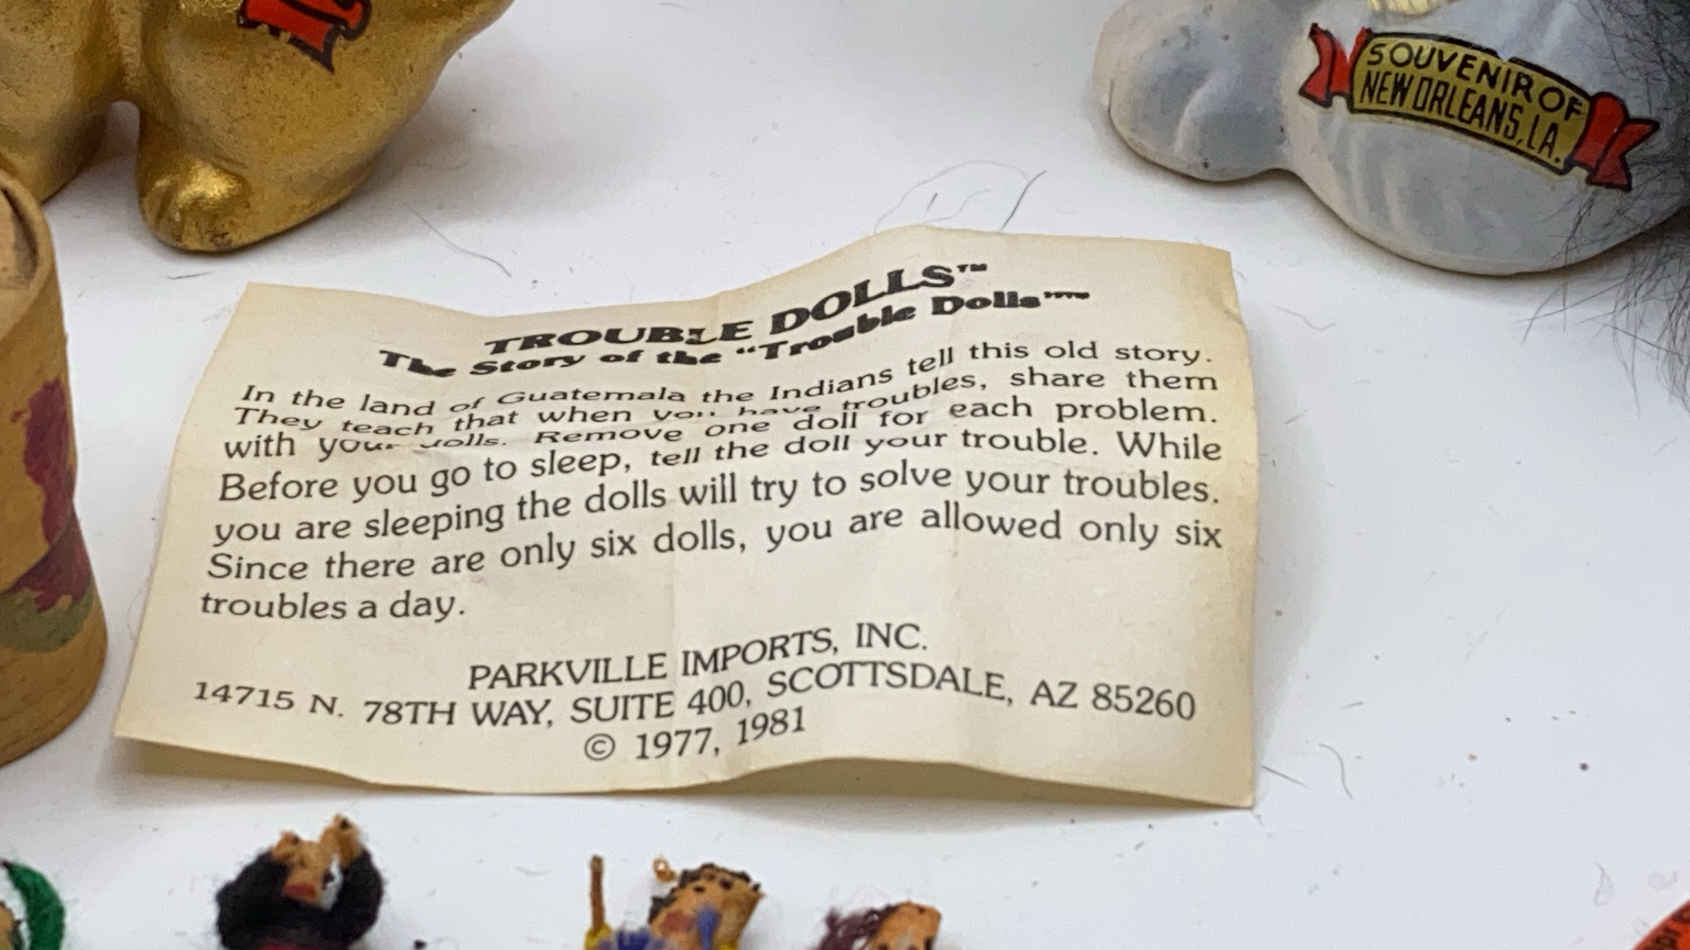 SOUVENIR OF
NEW ORLEANS, LA.
TROUBLE DOLLS™
The Story of the "Trouble Dolls"™
In the land of Guatemala the Indians tell this old story.
They teach that when you have troubles, share them
with your dolls. Remove one doll for each problem.
Before you go to sleep, tell the doll your trouble. While
you are sleeping the dolls will try to solve your troubles.
Since there are only six dolls, you are allowed only six
troubles a day.
PARKVILLE IMPORTS, INC.
14715 N. 78TH WAY, SUITE 400, SCOTTSDALE, AZ 85260
© 1977, 1981